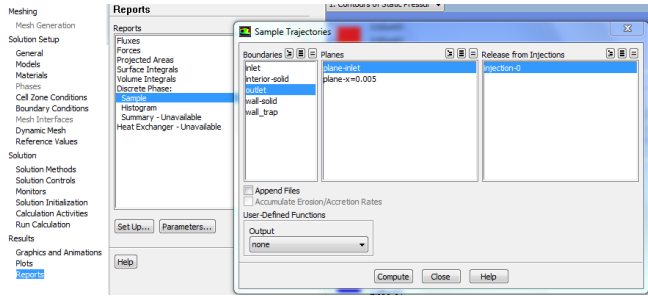 Meshing
Mesh Generation
Solution Setup
General
Models
Materials
Phases
Cell Zone Conditions
Boundary Conditions
Mesh Interfaces
Dynamic Mesh
Reference Values
Solution
Solution Methods
Solution Controls
Monitors
Solution Initialization
Calculation Activities
Run Calculation
Results
Graphics and Animations
Plots
Reports
Reports
Reports
Fluxes
Forces
Projected Areas
Surface Integrals
Volume Integrals
Discrete Phase:
Sample
Histogram
Summary - Unavailable
Heat Exchanger - Unavailable
Set Up... Parameters...
Help
1: Contours of Static Pressur
Sample Trajectories
Boundaries
inlet
interior-solid
outlet
wall-solid
wall_trap
Planes
plane-inlet
plane-x=0.005
Release from Injections
injection-0
Append Files
Accumulate Erosion/Accretion Rates
User-Defined Functions
Output
none
Compute Close Help